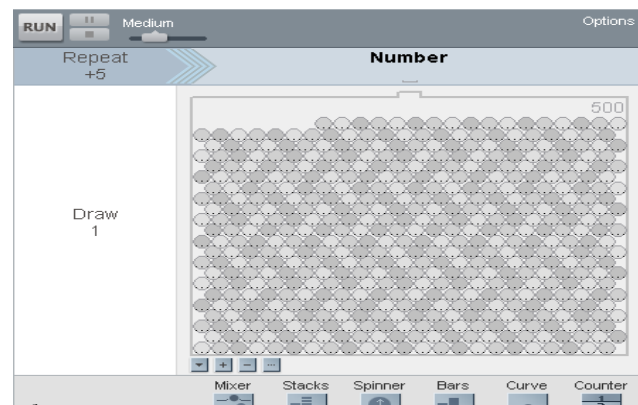 RUN Medium Options
Repeat
+5
Number
500
Draw
1
Mixer Stacks Spinner Bars Curve Counter